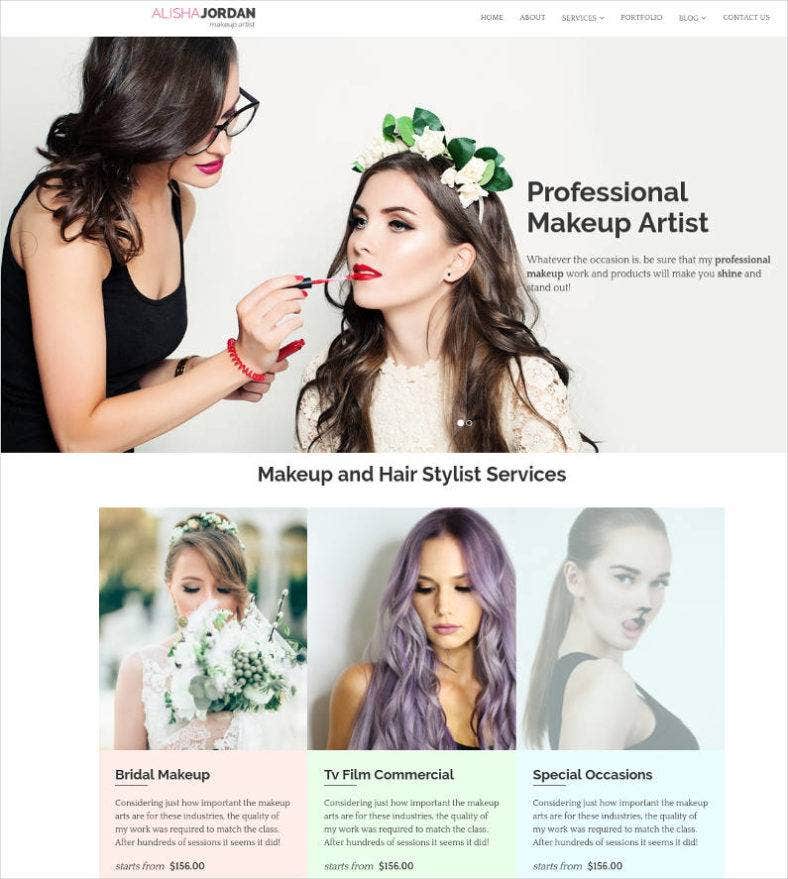 ALISHAJORDAN
makeup artist
HOME ABOUT SERVICES PORTFOLIO BLOG CONTACT US
Professional
Makeup Artist
Whatever the occasion is, be sure that my professional
makeup work and products will make you shine and
stand out!
Makeup and Hair Stylist Services
Bridal Makeup
Considering just how important the makeup
arts are for these industries, the quality of
my work was required to match the class.
After hundreds of sessions it seems it did!
starts from $156.00
Tv Film Commercial
Considering just how important the makeup
arts are for these industries, the quality of
my work was required to match the class.
After hundreds of sessions it seems it did!
starts from $156.00
Special Occasions
Considering just how important the makeup
arts are for these industries, the quality of
my work was required to match the class.
After hundreds of sessions it seems it did!
starts from $156.00